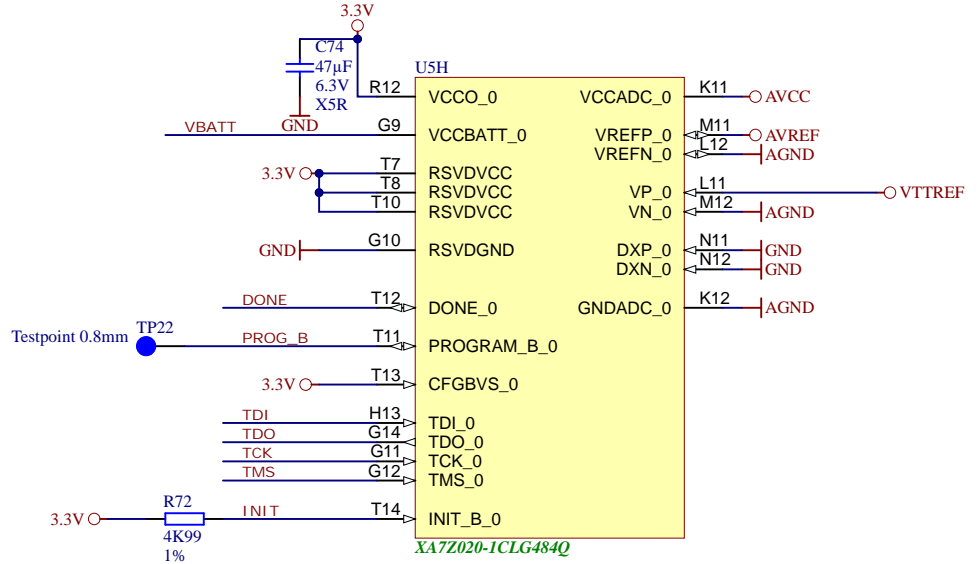 3.3V
C74
47µF
6.3V
X5R
GND
U5H
R12 VCCO_0 VCCADC_0 K11 AVCC
VBATT G9 VCCBATT_0 VREFP_0 M11 AVREF
VREFN_0 L12 AGND
3.3V T7 RSVDVCC
T8 RSVDVCC VP_0 L11 VTTREF
T10 RSVDVCC VN_0 M12 AGND
GND G10 RSVDGND DXP_0 N11 GND
DXN_0 N12 GND
DONE T12 DONE_0 GNDADC_0 K12 AGND
Testpoint 0.8mm TP22 PROG_B T11 PROGRAM_B_0
3.3V T13 CFGBVS_0
TDI H13 TDI_0
TDO G14 TDO_0
TCK G11 TCK_0
TMS G12 TMS_0
3.3V R72 INIT T14 INIT_B_0
4K99
1%
XA7Z020-1CLG484Q